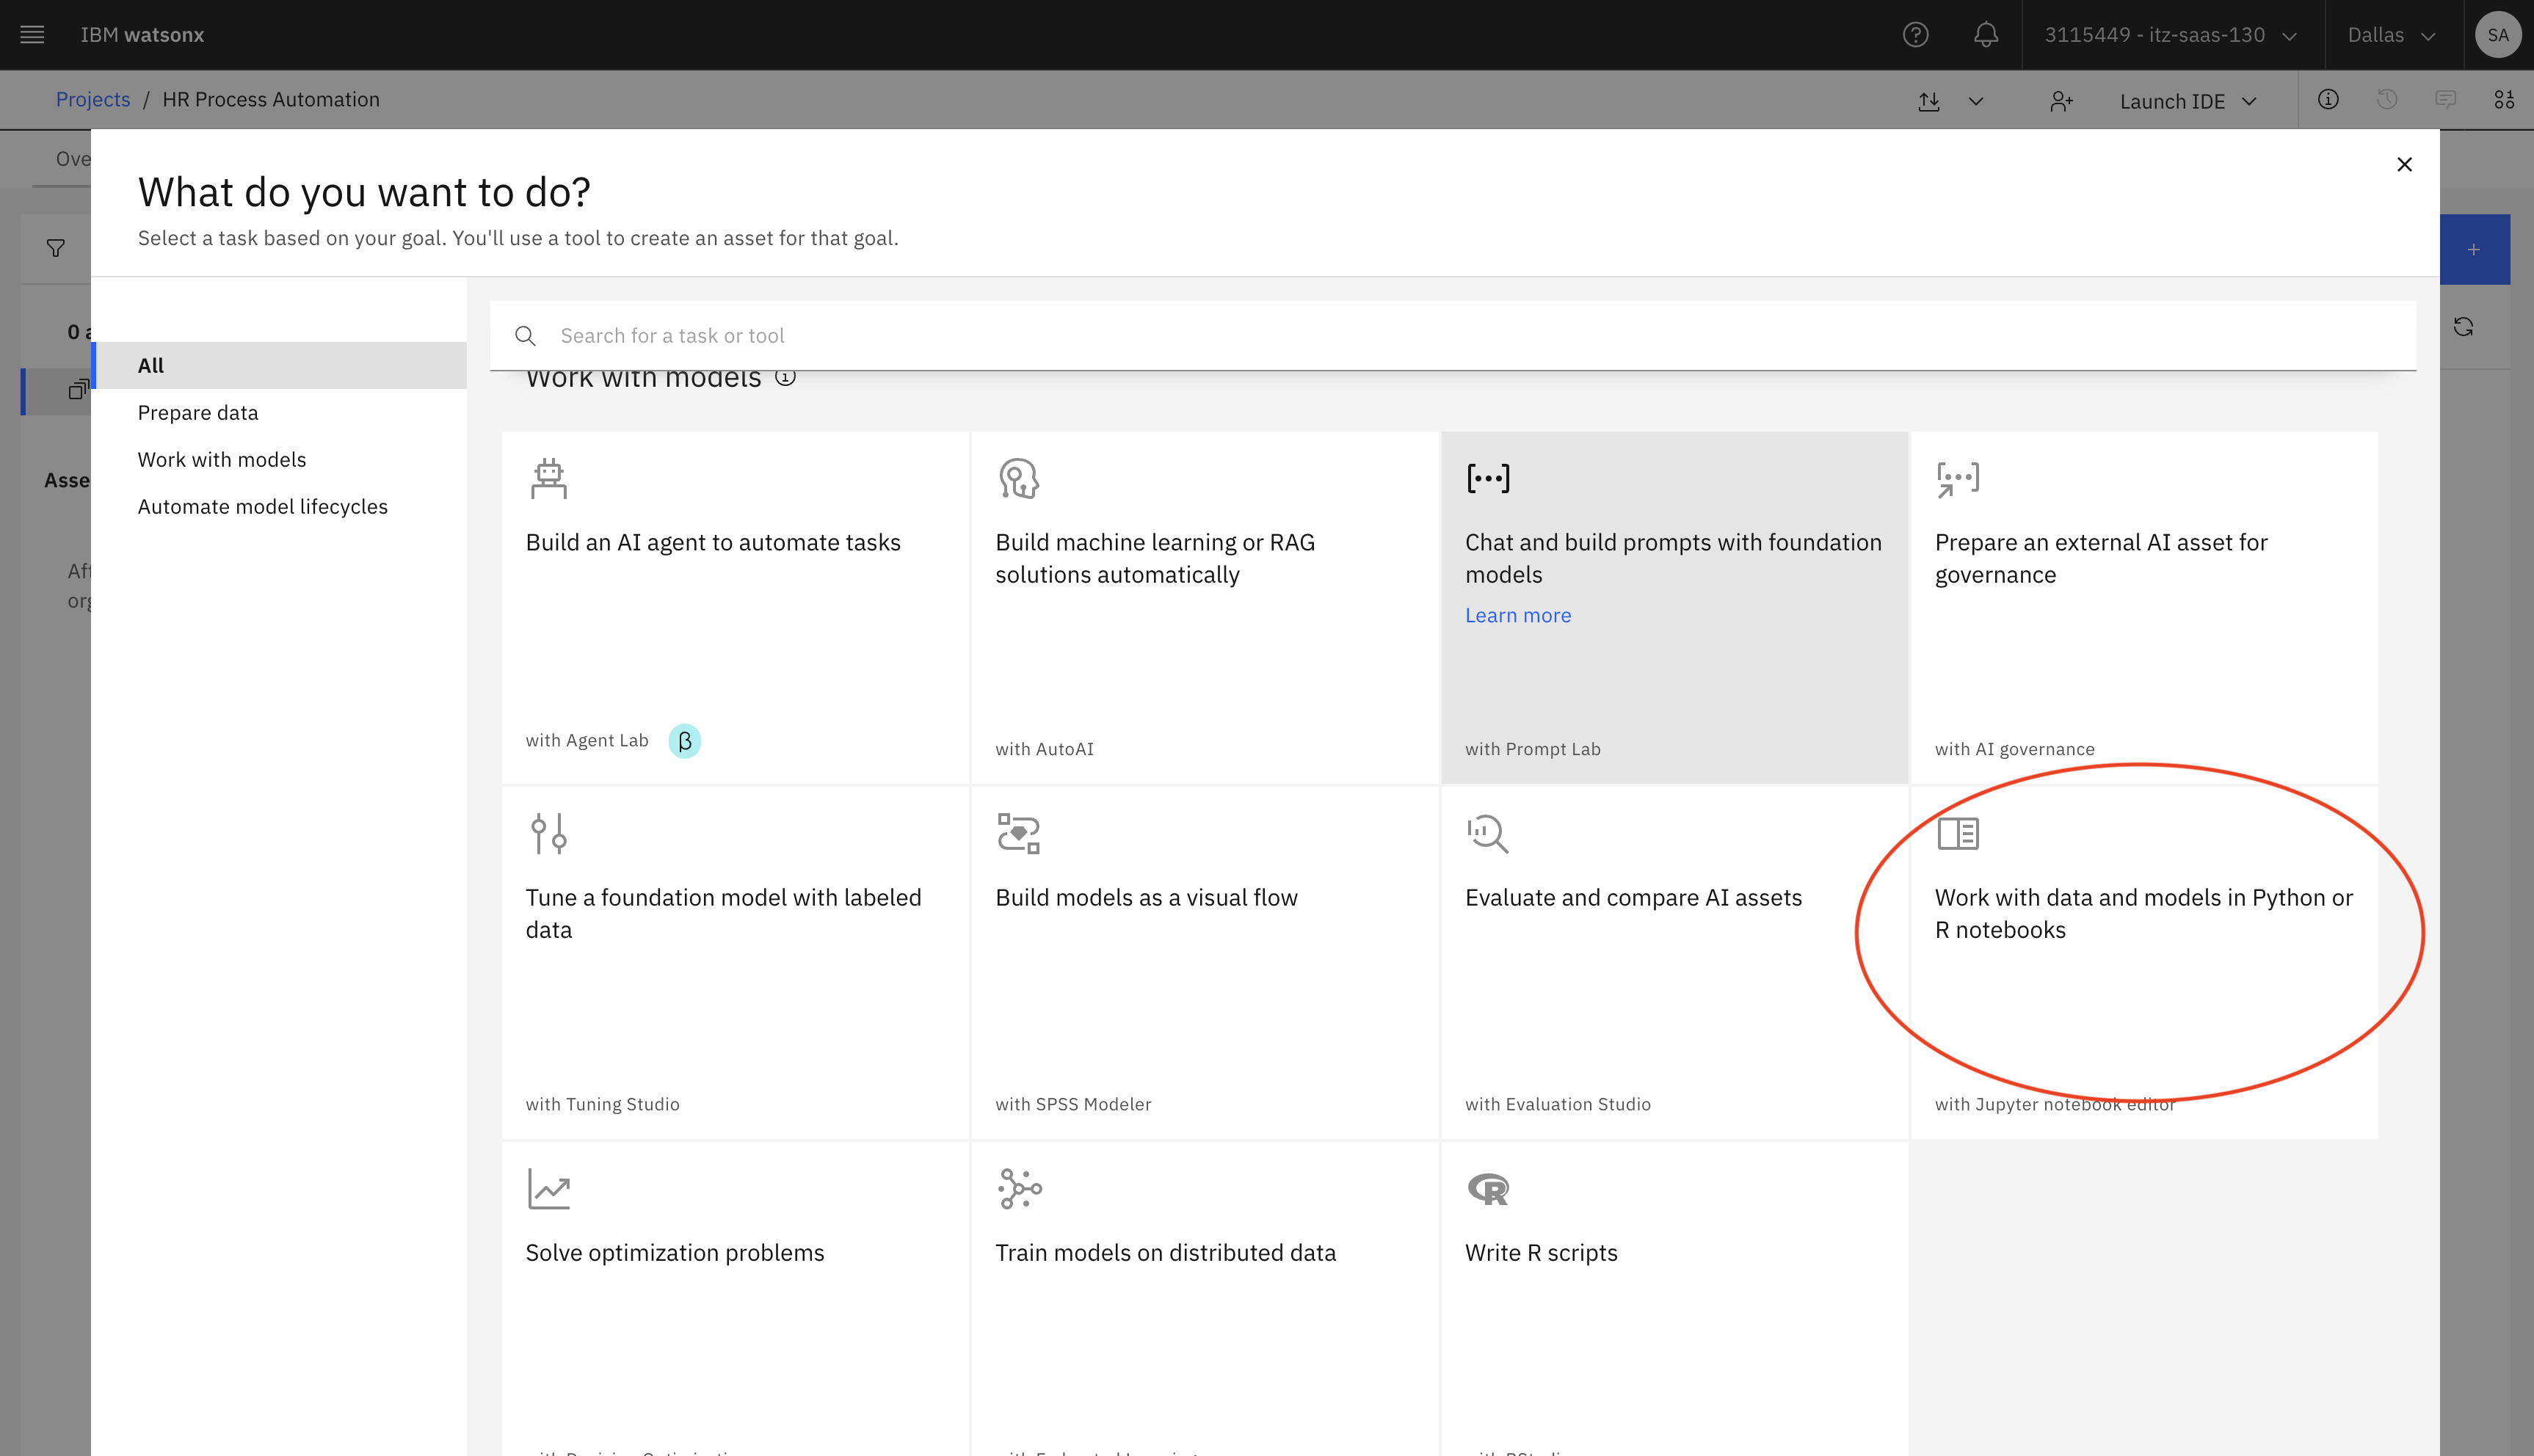 IBM watsonx
3115449 - itz-saas-130
Dallas
SA
Projects / HR Process Automation
Launch IDE
Ove
What do you want to do?
Select a task based on your goal. You'll use a tool to create an asset for that goal.
0 a
All
Prepare data
Work with models
Automate model lifecycles
Asse
Aft
org
Search for a task or tool
Work with models
Build an AI agent to automate tasks
with Agent Lab β
Build machine learning or RAG
solutions automatically
with AutoAI
Chat and build prompts with foundation
models
Learn more
with Prompt Lab
Prepare an external AI asset for
governance
with AI governance
Tune a foundation model with labeled
data
with Tuning Studio
Build models as a visual flow
with SPSS Modeler
Evaluate and compare AI assets
with Evaluation Studio
Work with data and models in Python or
R notebooks
with Jupyter notebook editor
Solve optimization problems
Train models on distributed data
Write R scripts